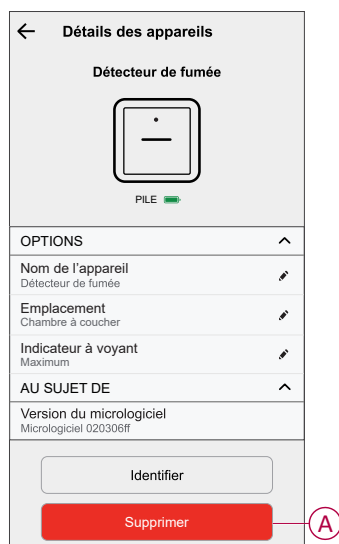 Détails des appareils
Détecteur de fumée
PILE
OPTIONS
Nom de l'appareil
Détecteur de fumée
Emplacement
Chambre à coucher
Indicateur à voyant
Maximum
AU SUJET DE
Version du micrologiciel
Micrologiciel 020306ff
Identifier
Supprimer
A